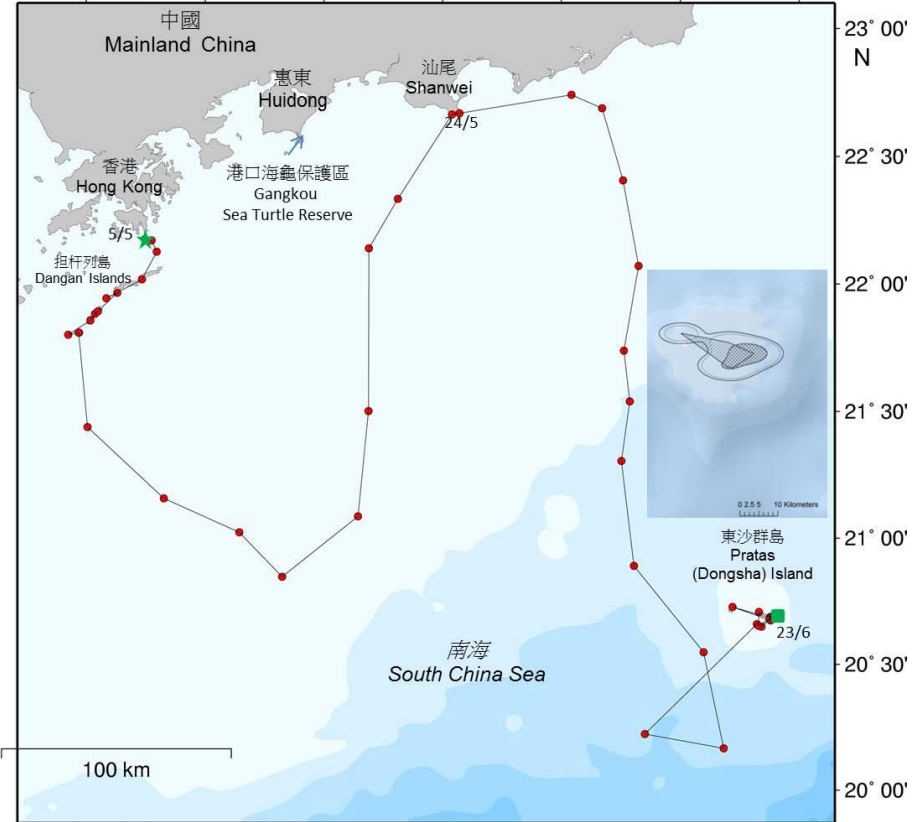 中國
Mainland China
23° 00'
N
汕尾
Shanwei
惠東
Huidong
24/5
22° 30'
港口海龜保護區
Gangkou
Sea Turtle Reserve
香港
Hong Kong
5/5
担杆列島
Dangan Islands
22° 00'
21° 30'
0 2.5 5 10 Kilometers
21° 00'
東沙群島
Pratas
(Dongsha) Island
23/6
南海
South China Sea
20° 30'
100 km
20° 00'